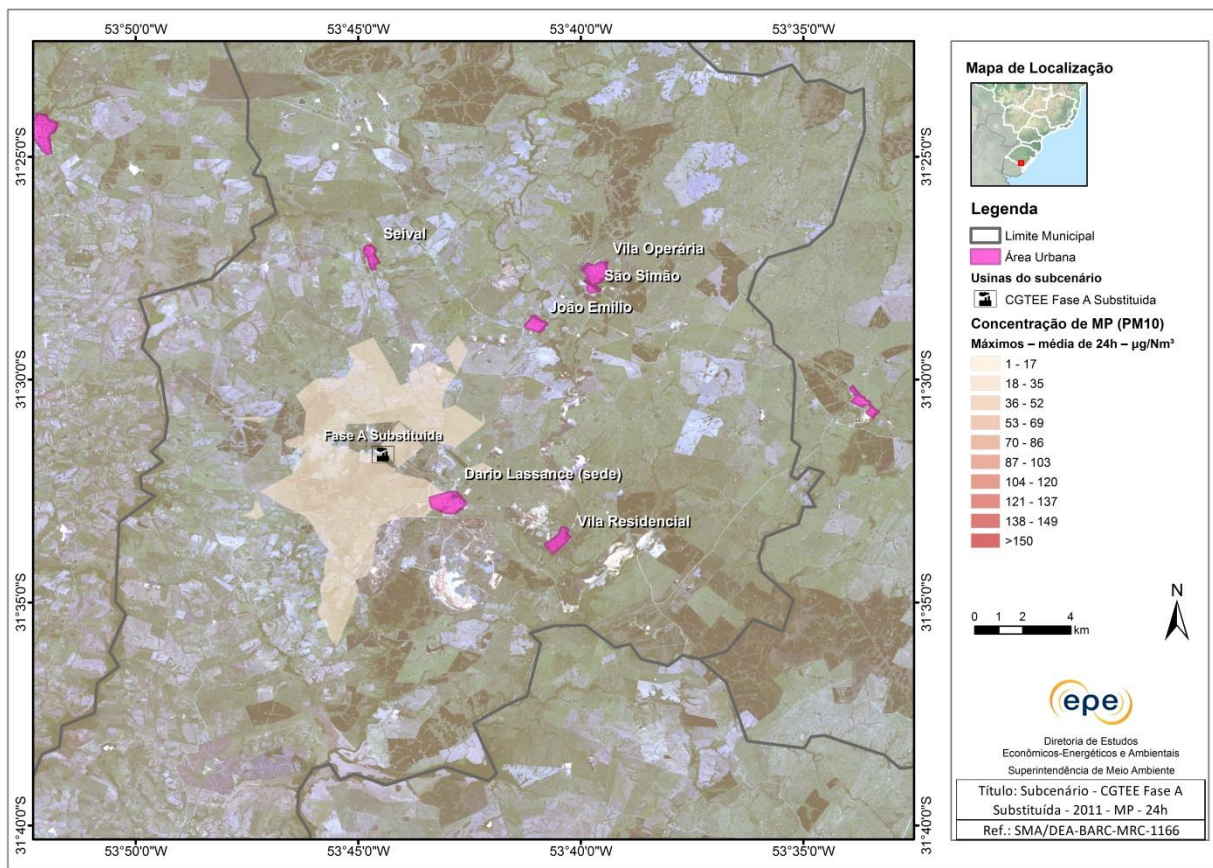 53°50'0"W
53°45'0"W
53°40'0"W
53°35'0"W
31°25'0"S
31°25'0"S
31°30'0"S
31°30'0"S
31°35'0"S
31°35'0"S
31°40'0"S
31°40'0"S
Seival
Vila Operária
São Simão
João Emilio
Fase A Substituida
Dario Lassance (sede)
Vila Residencial
53°50'0"W
53°45'0"W
53°40'0"W
53°35'0"W
Mapa de Localização
Legenda
Limite Municipal
Área Urbana
Usinas do subcenário
CGTEE Fase A Substituida
Concentração de MP (PM10)
Máximos – média de 24h – µg/Nm³
1 - 17
18 - 35
36 - 52
53 - 69
70 - 86
87 - 103
104 - 120
121 - 137
138 - 149
>150
N
0 1 2 4
km
epe
Diretoria de Estudos
Econômicos-Energéticos e Ambientais
Superintendência de Meio Ambiente
Título: Subcenário - CGTEE Fase A
Substituída - 2011 - MP - 24h
Ref.: SMA/DEA-BARC-MRC-1166